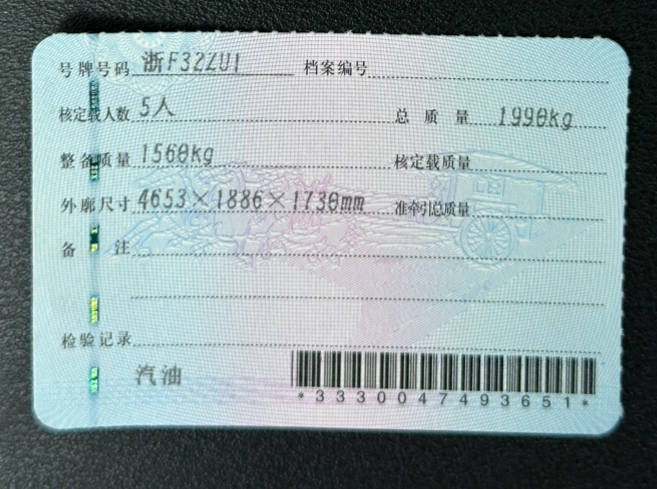 号牌号码 浙F32ZU1 档案编号
核定载人数 5人 总质量 1990kg
整备质量 1560kg 核定载质量
外廓尺寸 4653×1886×1730mm 准牵引总质量
备注
检验记录
汽油
*3330047493651*